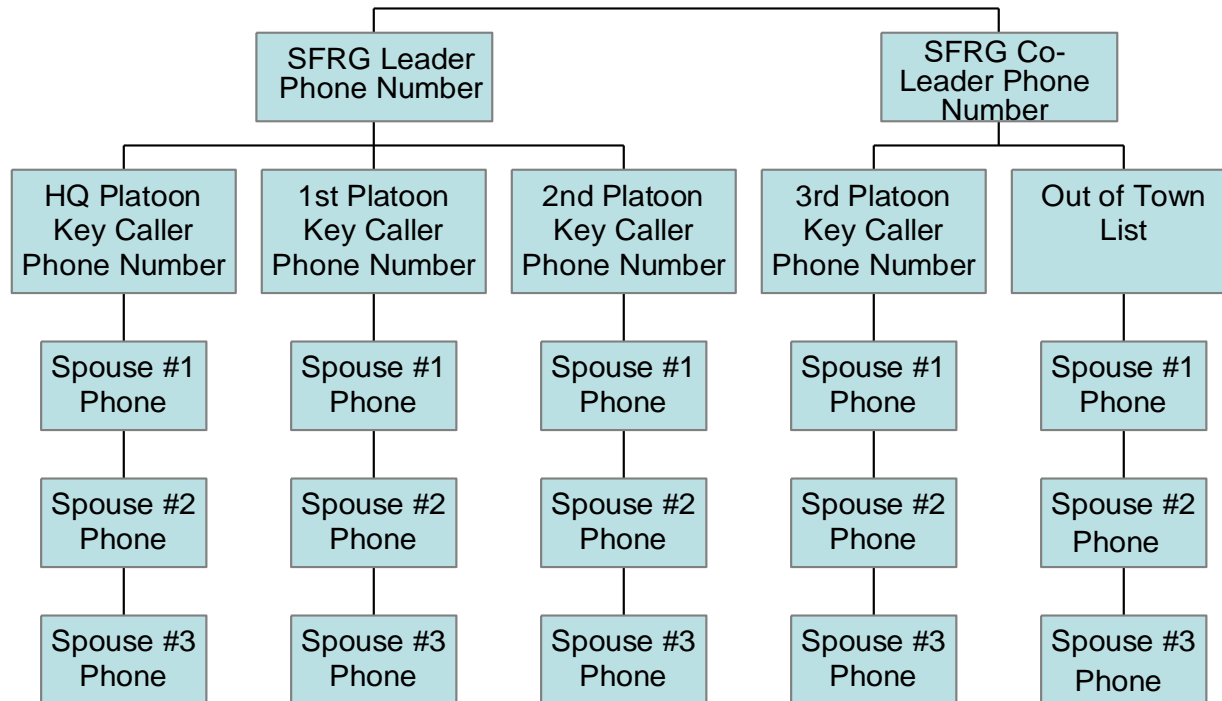 SFRG Leader
Phone Number
SFRG Co-
Leader Phone
Number
HQ Platoon
Key Caller
Phone Number
1st Platoon
Key Caller
Phone Number
2nd Platoon
Key Caller
Phone Number
3rd Platoon
Key Caller
Phone Number
Out of Town
List
Spouse #1
Phone
Spouse #1
Phone
Spouse #1
Phone
Spouse #1
Phone
Spouse #1
Phone
Spouse #2
Phone
Spouse #2
Phone
Spouse #2
Phone
Spouse #2
Phone
Spouse #2
Phone
Spouse #3
Phone
Spouse #3
Phone
Spouse #3
Phone
Spouse #3
Phone
Spouse #3
Phone